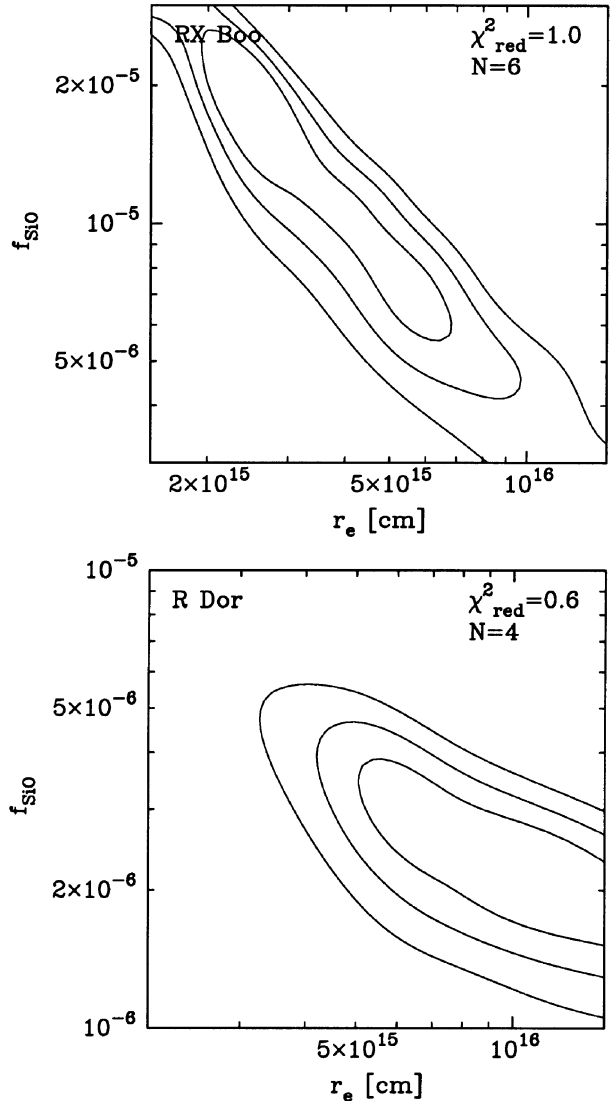 RX Boo
χ²red=1.0
N=6
2×10⁻⁵
10⁻⁵
5×10⁻⁶
fSiO
2×10¹⁵ 5×10¹⁵ 10¹⁶
re [cm]
10⁻⁵
R Dor
χ²red=0.6
N=4
5×10⁻⁶
2×10⁻⁶
10⁻⁶
fSiO
5×10¹⁵ 10¹⁶
re [cm]